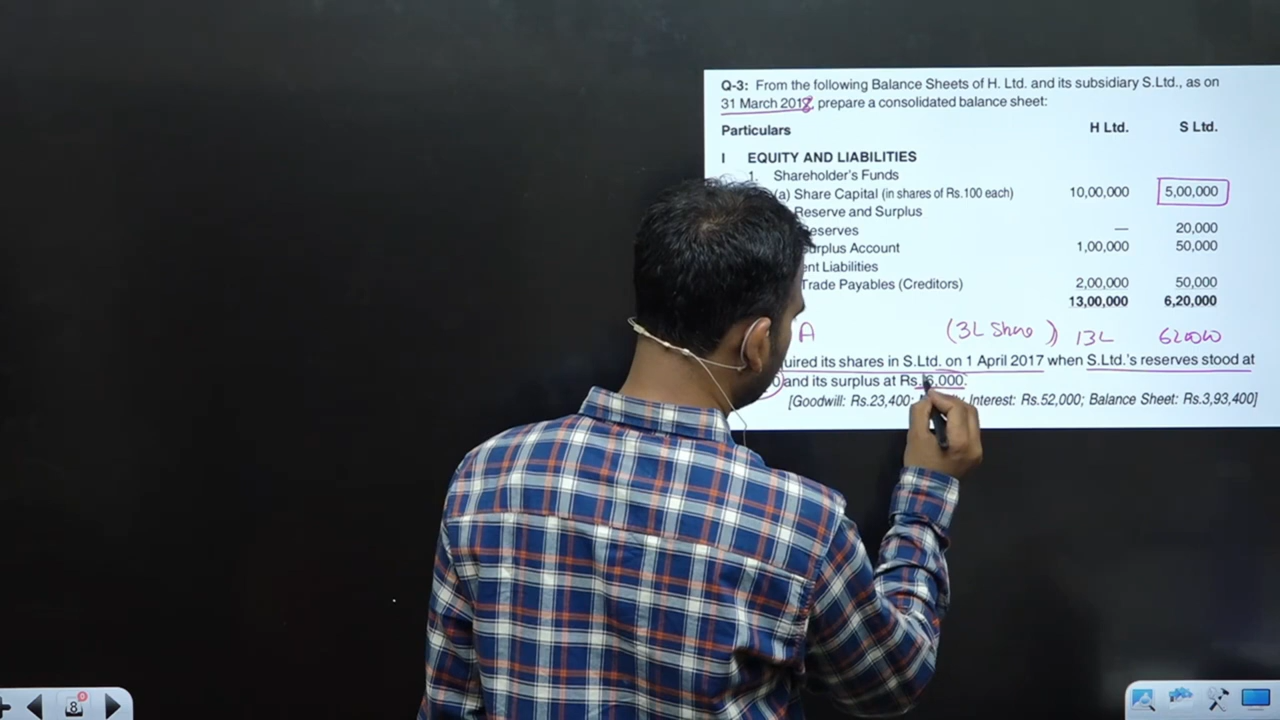 Q-3: From the following Balance Sheets of H. Ltd. and its subsidiary S.Ltd., as on
31 March 2018, prepare a consolidated balance sheet:
Particulars H Ltd. S Ltd.
I EQUITY AND LIABILITIES
1. Shareholder's Funds
(a) Share Capital (in shares of Rs.100 each) 10,00,000 5,00,000
Reserve and Surplus
eserves — 20,000
urplus Account 1,00,000 50,000
ent Liabilities
Trade Payables (Creditors) 2,00,000 50,000
13,00,000 6,20,000
A (3L Share) 13L 620000
uired its shares in S.Ltd. on 1 April 2017 when S.Ltd.'s reserves stood at
and its surplus at Rs. 6,000.
[Goodwill: Rs.23,400; Interest: Rs.52,000; Balance Sheet: Rs.3,93,400]
8